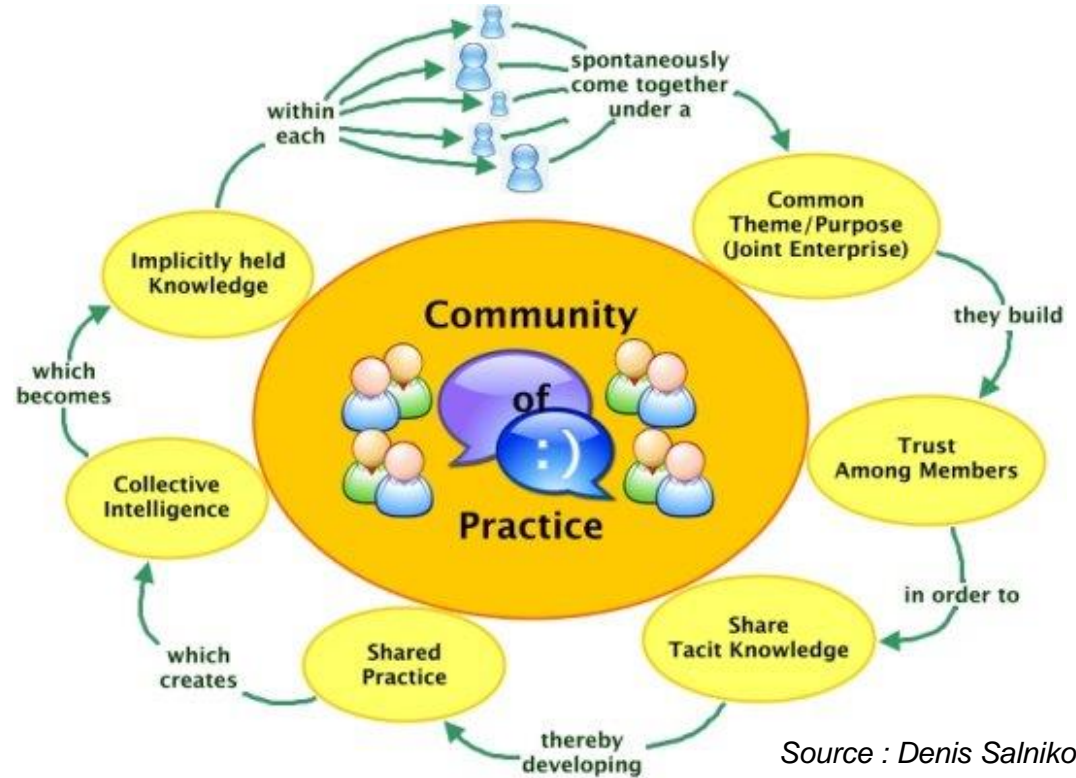 within
each
spontaneously
come together
under a
Common
Theme/Purpose
(Joint Enterprise)
they build
Trust
Among Members
in order to
Share
Tacit Knowledge
thereby
developing
Shared
Practice
which
creates
Collective
Intelligence
which
becomes
Implicitly held
Knowledge
Community
of
:)
Practice
Source : Denis Salniko